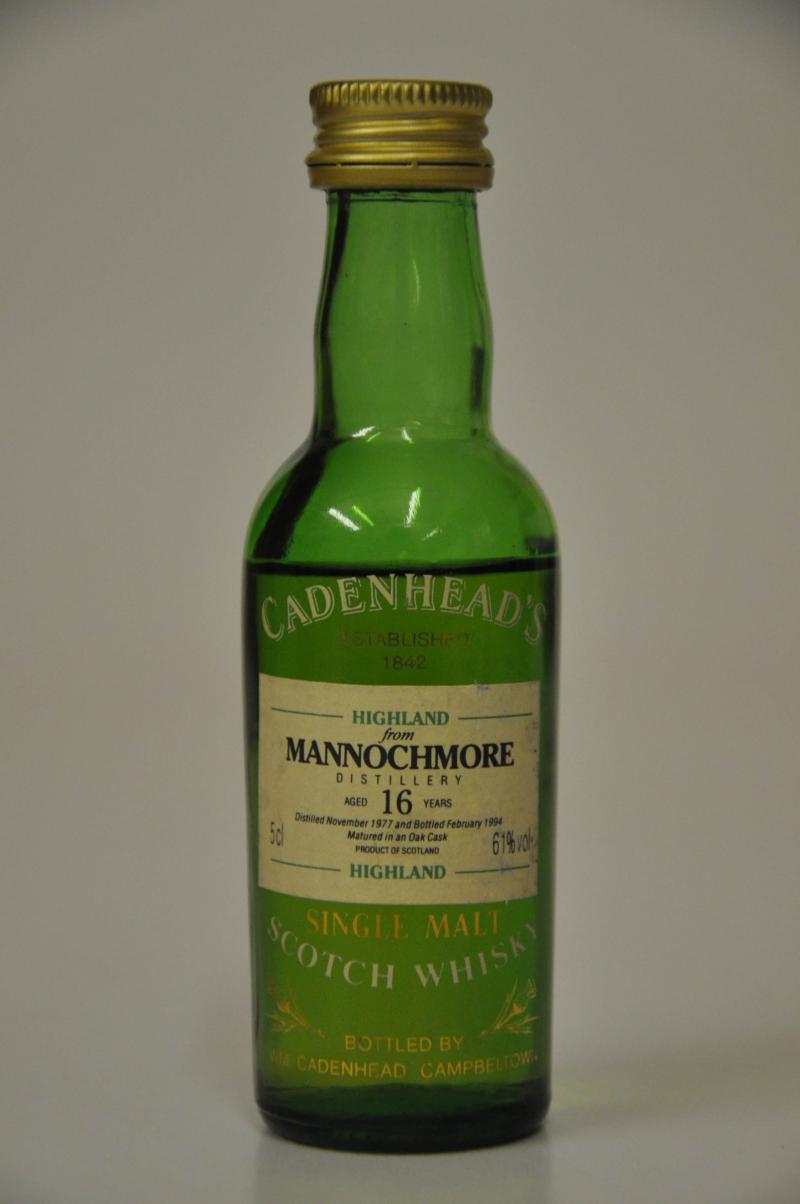 CADENHEAD'S
ESTABLISHED
1842
HIGHLAND
from
MANNOCHMORE
DISTILLERY
AGED 16 YEARS
Distilled November 1977 and Bottled February 1994
Matured in an Oak Cask
5cl 61% vol
PRODUCT OF SCOTLAND
HIGHLAND
SINGLE MALT
SCOTCH WHISKY
BOTTLED BY
WM. CADENHEAD CAMPBELTOWN